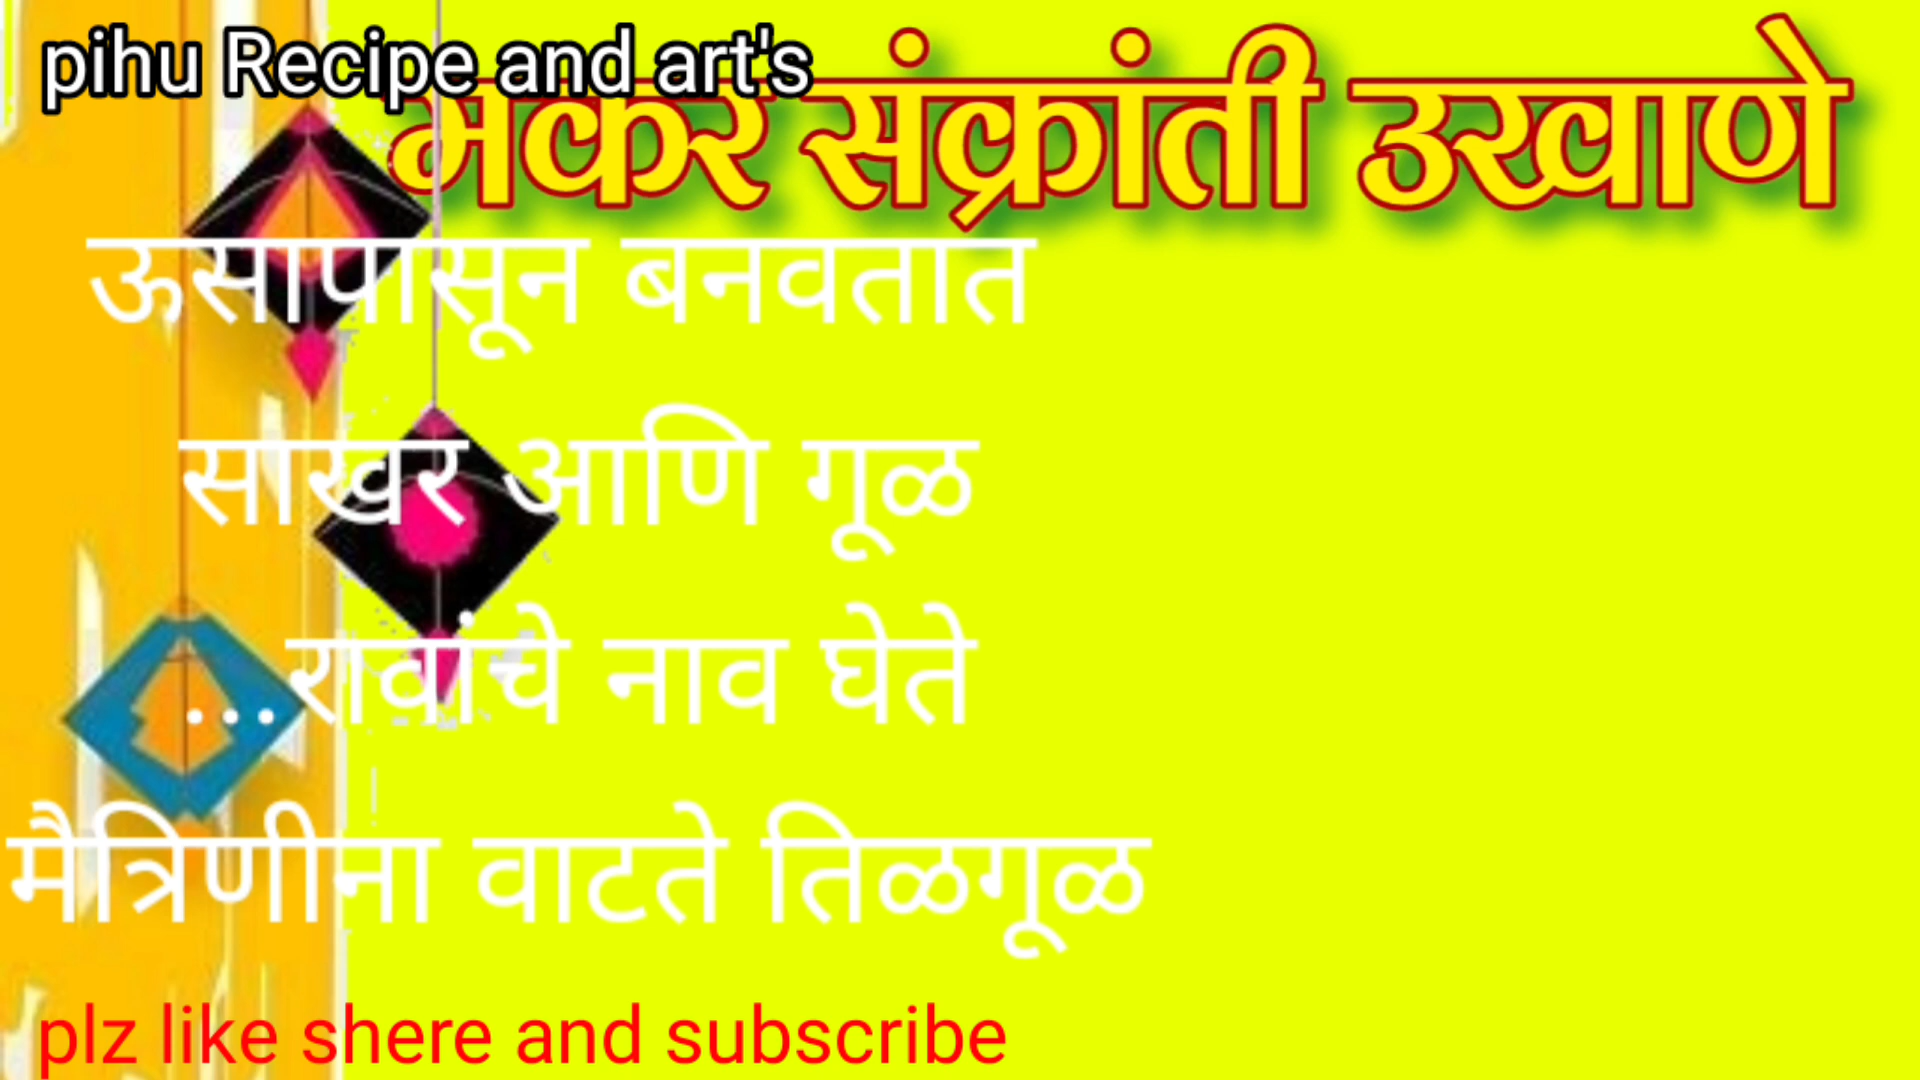 pihu Recipe and art's
मकर संक्रांती उखाणे
ऊसापासून बनवतात
साखर आणि गूळ
...रावांचे नाव घेते
मैत्रिणीना वाटते तिळगूळ
plz like shere and subscribe